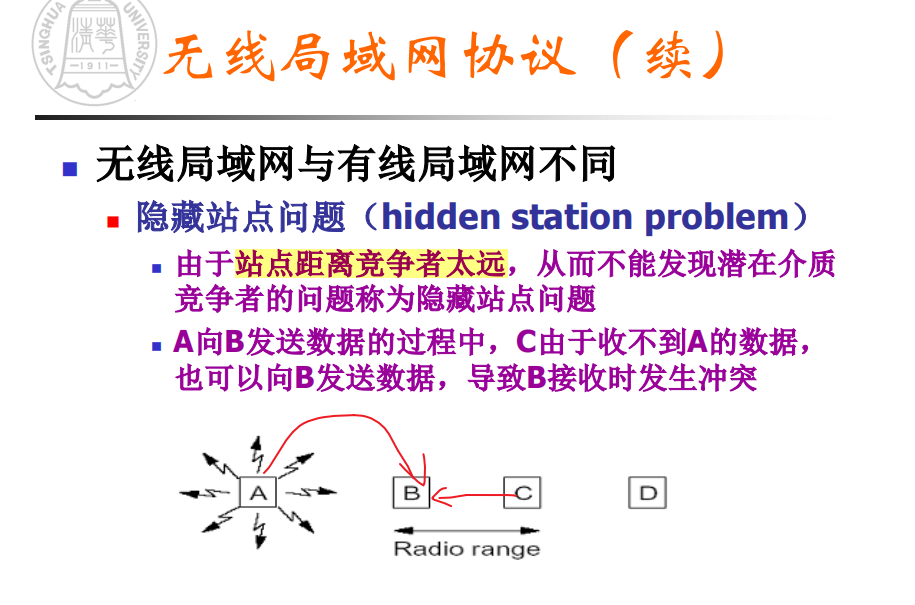 TSINGHUA UNIVERSITY
清华
-1911-
无线局域网协议（续）
无线局域网与有线局域网不同
隐藏站点问题（hidden station problem）
由于站点距离竞争者太远，从而不能发现潜在介质
竞争者的问题称为隐藏站点问题
A向B发送数据的过程中，C由于收不到A的数据，
也可以向B发送数据，导致B接收时发生冲突
A B C D
Radio range